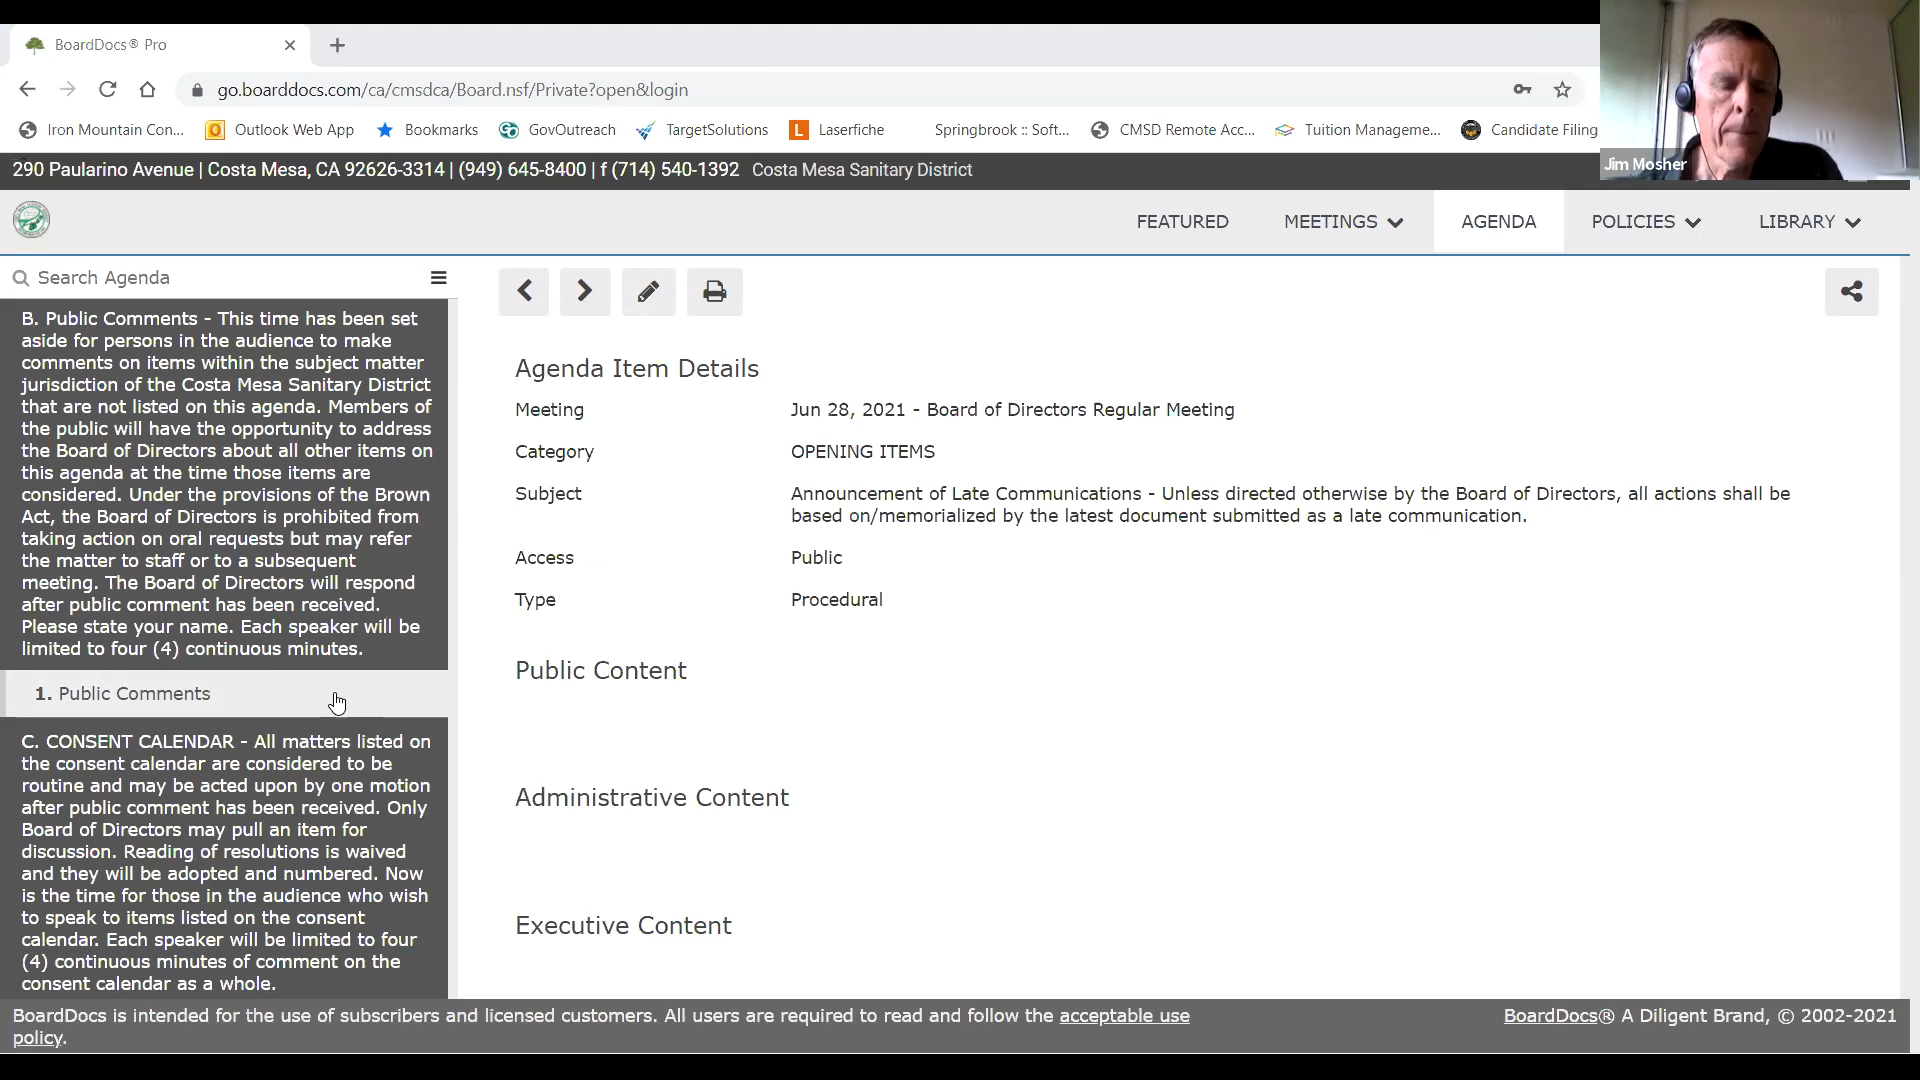 BoardDocs® Pro
go.boarddocs.com/ca/cmsdca/Board.nsf/Private?open&login
Iron Mountain Con...
Outlook Web App
Bookmarks
GovOutreach
TargetSolutions
Laserfiche
Springbrook :: Soft...
CMSD Remote Acc...
Tuition Manageme...
Candidate Filing
Jim Mosher
290 Paularino Avenue | Costa Mesa, CA 92626-3314 | (949) 645-8400 | f (714) 540-1392 Costa Mesa Sanitary District
FEATURED
MEETINGS
AGENDA
POLICIES
LIBRARY
Search Agenda
B. Public Comments - This time has been set
aside for persons in the audience to make
comments on items within the subject matter
jurisdiction of the Costa Mesa Sanitary District
that are not listed on this agenda. Members of
the public will have the opportunity to address
the Board of Directors about all other items on
this agenda at the time those items are
considered. Under the provisions of the Brown
Act, the Board of Directors is prohibited from
taking action on oral requests but may refer
the matter to staff or to a subsequent
meeting. The Board of Directors will respond
after public comment has been received.
Please state your name. Each speaker will be
limited to four (4) continuous minutes.
1. Public Comments
C. CONSENT CALENDAR - All matters listed on
the consent calendar are considered to be
routine and may be acted upon by one motion
after public comment has been received. Only
Board of Directors may pull an item for
discussion. Reading of resolutions is waived
and they will be adopted and numbered. Now
is the time for those in the audience who wish
to speak to items listed on the consent
calendar. Each speaker will be limited to four
(4) continuous minutes of comment on the
consent calendar as a whole.
Agenda Item Details
Meeting Jun 28, 2021 - Board of Directors Regular Meeting
Category OPENING ITEMS
Subject Announcement of Late Communications - Unless directed otherwise by the Board of Directors, all actions shall be
based on/memorialized by the latest document submitted as a late communication.
Access Public
Type Procedural
Public Content
Administrative Content
Executive Content
BoardDocs is intended for the use of subscribers and licensed customers. All users are required to read and follow the acceptable use
policy.
BoardDocs® A Diligent Brand, © 2002-2021